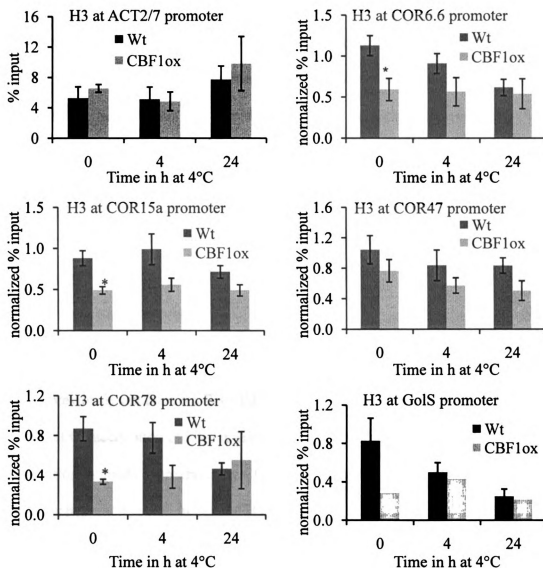 H3 at ACT2/7 promoter
% input
16
12
8
4
0
Wt
CBF1ox
0 4 24
Time in h at 4°C
H3 at COR6.6 promoter
normalized % input
1.5
1.0
0.5
0.0
Wt
CBF1ox
*
0 4 24
Time in h at 4°C
H3 at COR15a promoter
normalized % input
1.5
1.0
0.5
0.0
Wt
CBF1ox
*
0 4 24
Time in h at 4°C
H3 at COR47 promoter
normalized % input
1.6
1.2
0.8
0.4
0.0
Wt
CBF1ox
0 4 24
Time in h at 4°C
H3 at COR78 promoter
normalized % input
1.2
0.8
0.4
0.0
Wt
CBF1ox
*
0 4 24
Time in h at 4°C
H3 at GolS promoter
normalized % input
1.2
0.8
0.4
0.0
Wt
CBF1ox
0 4 24
Time in h at 4°C